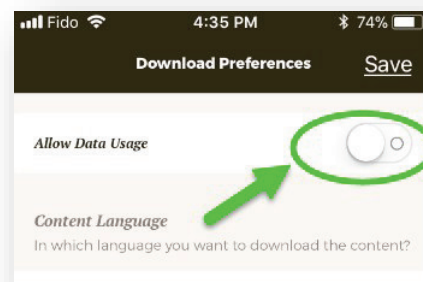 Fido 4:35 PM 74%
Download Preferences Save
Allow Data Usage
Content Language
In which language you want to download the content?